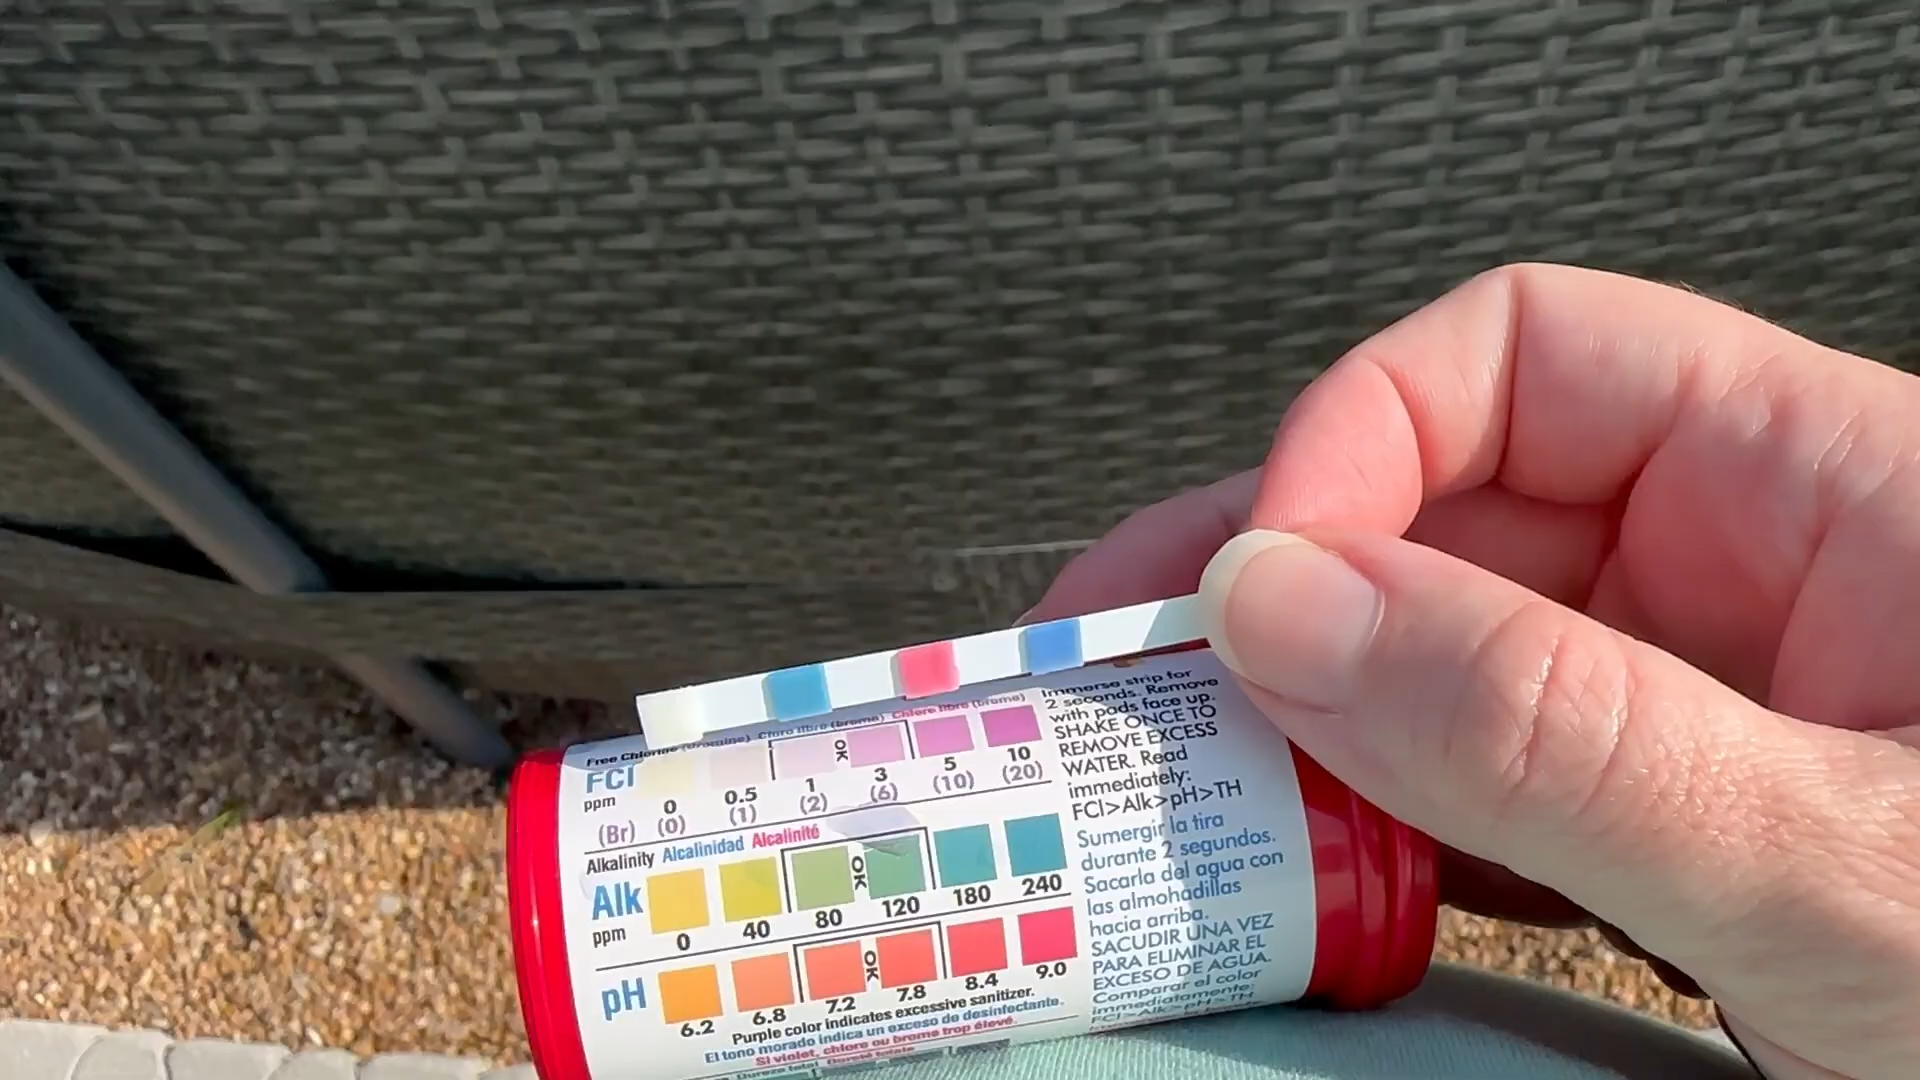 Free Chlorine (bromine) Cloro libre (bromo) Chlore libre (brome)
FCl
ppm
0 0.5 1 OK 3 5 10
(Br) (0) (1) (2) (6) (10) (20)
Alkalinity Alcalinidad Alcalinité
Alk
ppm
OK
0 40 80 120 180 240
pH
OK
6.2 6.8 7.2 7.8 8.4 9.0
Purple color indicates excessive sanitizer.
El tono morado indica un exceso de desinfectante.
Si violet, chlore ou brome trop élevé.
Dureza total Dureté totale
Immerse strip for
2 seconds. Remove
with pads face up.
SHAKE ONCE TO
REMOVE EXCESS
WATER. Read
immediately:
FCl>Alk>pH>TH
Sumergir la tira
durante 2 segundos.
Sacarla del agua con
las almohadillas
hacia arriba.
SACUDIR UNA VEZ
PARA ELIMINAR EL
EXCESO DE AGUA.
Comparar el color
immediatamente:
FCl>Alk>pH>TH